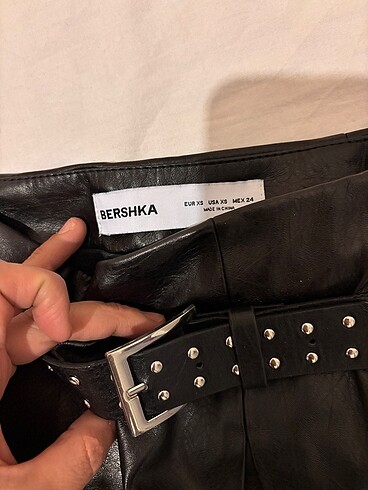 BERSHKA
EUR XS USA XS MEX 24
MADE IN CHINA